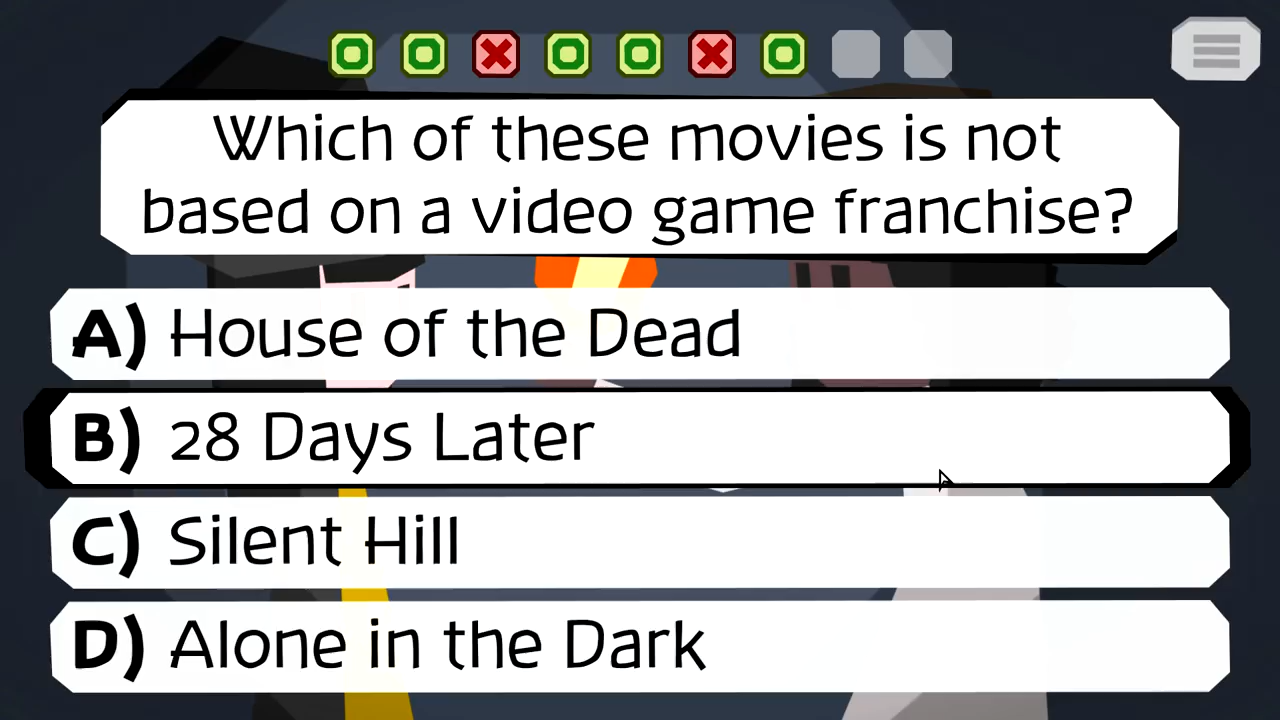 Which of these movies is not
based on a video game franchise?
A) House of the Dead
B) 28 Days Later
C) Silent Hill
D) Alone in the Dark